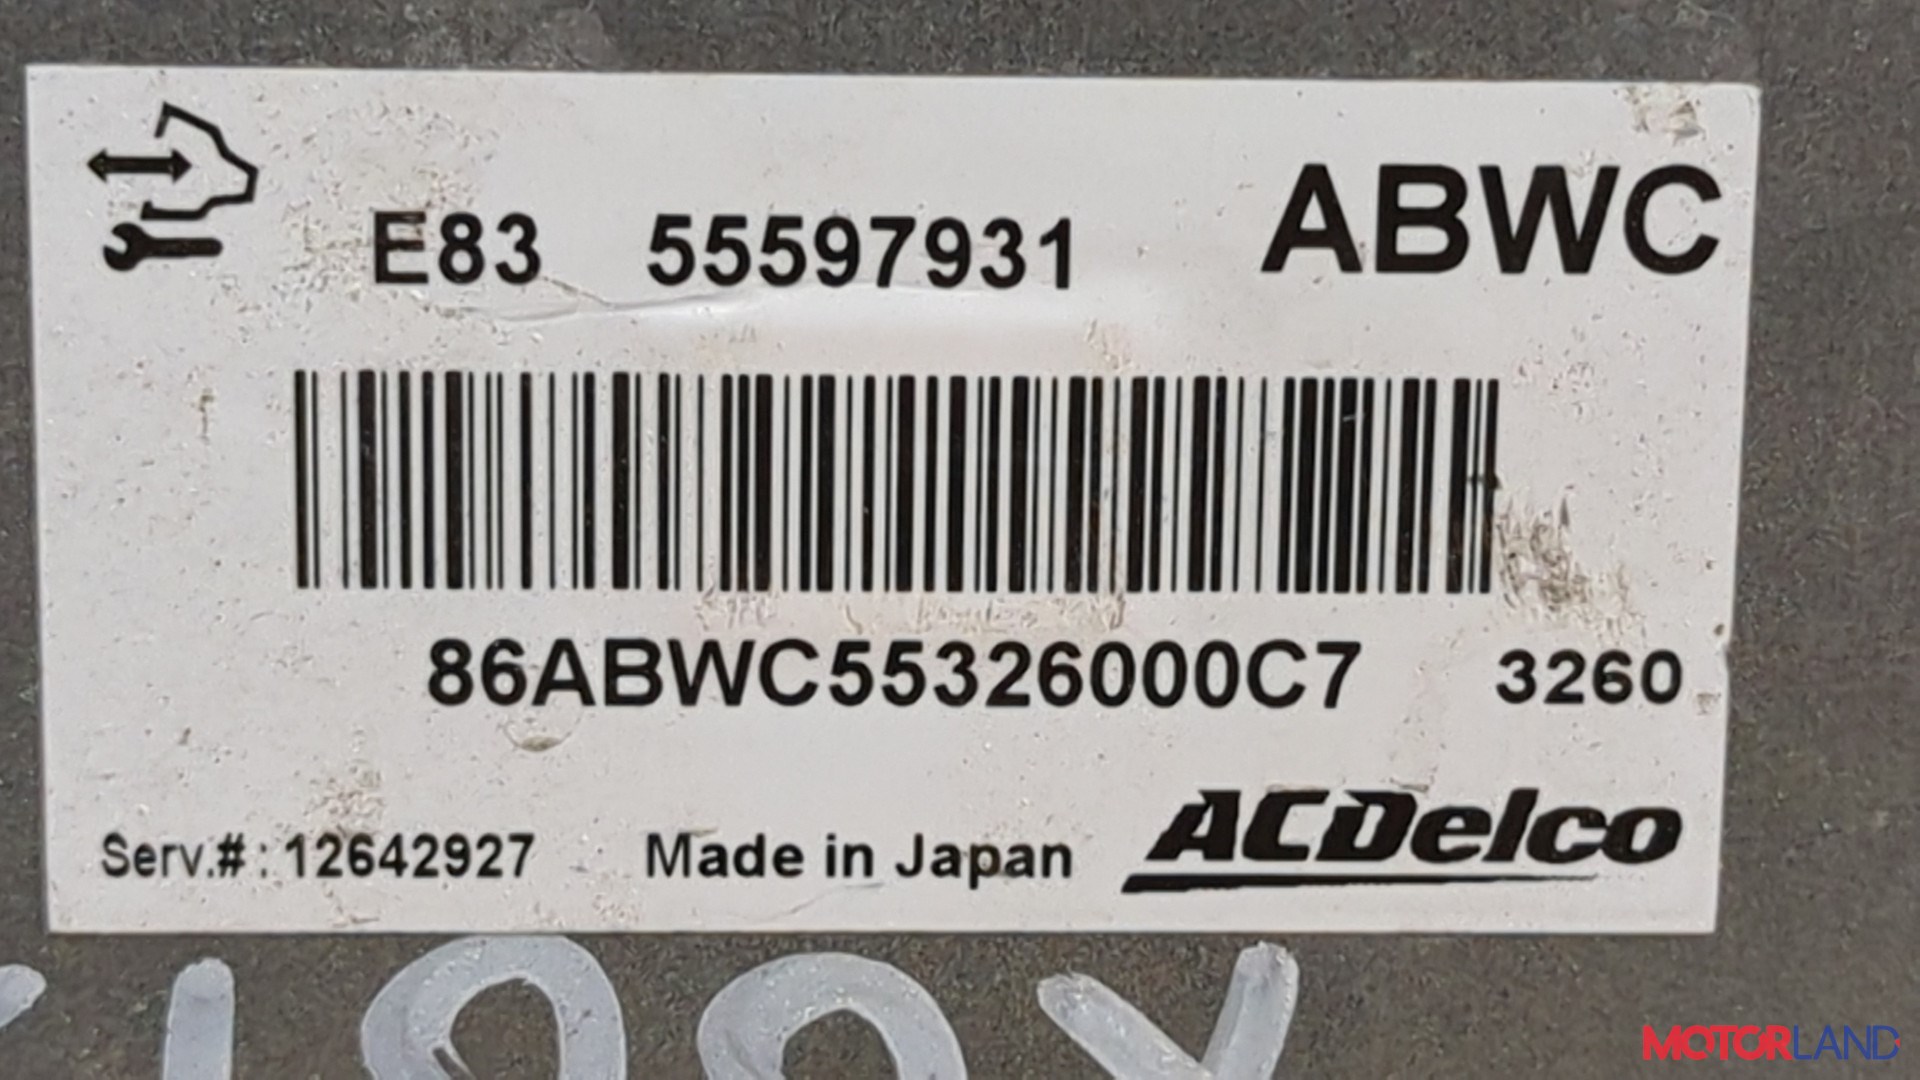 E83 55597931 ABWC
86ABWC55326000C7 3260
Serv.#: 12642927 Made in Japan ACDelco
MOTORLAND